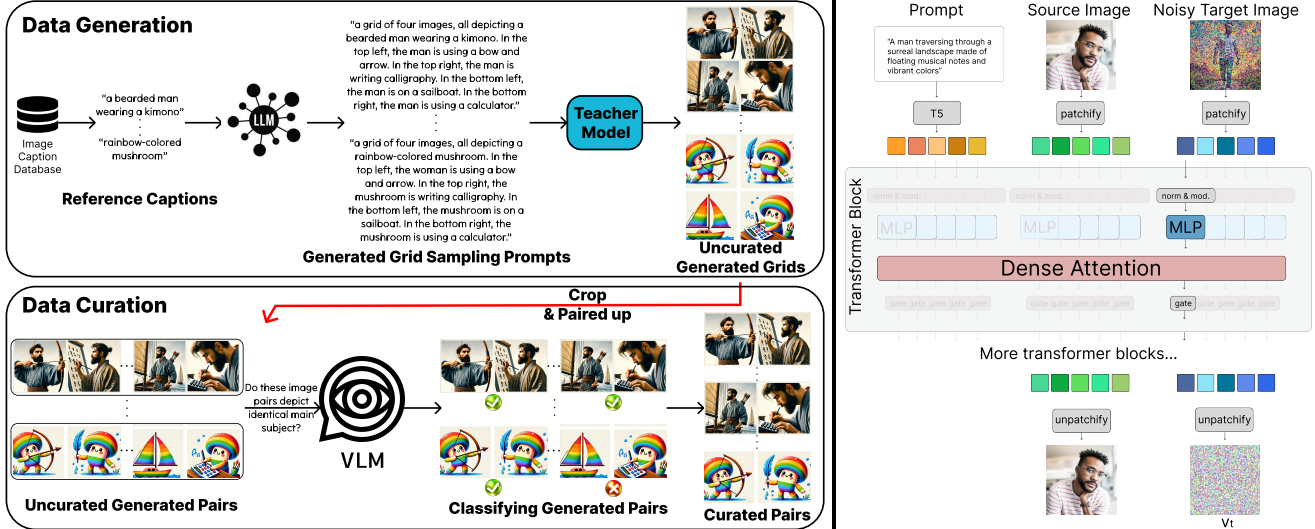 Data Generation
Image
Caption
Database
"a bearded man
wearing a kimono"
"rainbow-colored
mushroom"
Reference Captions
LLM
"a grid of four images, all depicting a
bearded man wearing a kimono. In the
top left, the man is using a bow and
arrow. In the top right, the man is
writing calligraphy. In the bottom left,
the man is on a sailboat. In the bottom
right, the man is using a calculator."
"a grid of four images, all depicting a
rainbow-colored mushroom. In the
top left, the woman is using a bow
and arrow. In the top right, the
mushroom is writing calligraphy. In
the bottom left, the mushroom is on a
sailboat. In the bottom right, the
mushroom is using a calculator."
Generated Grid Sampling Prompts
Teacher
Model
Uncurated
Generated Grids
Data Curation
Crop
& Paired up
Uncurated Generated Pairs
Do these image
pairs depict
identical main
subject?
VLM
Classifying Generated Pairs
Curated Pairs
Prompt
Source Image
Noisy Target Image
"A man traversing through a
surreal landscape made of
floating musical notes and
vibrant colors"
T5
patchify
patchify
Transformer Block
norm & mod.
norm & mod.
norm & mod.
MLP
MLP
MLP
Dense Attention
gate gate gate gate gate
gate gate gate gate gate
gate gate gate gate gate
More transformer blocks...
unpatchify
unpatchify
Vt